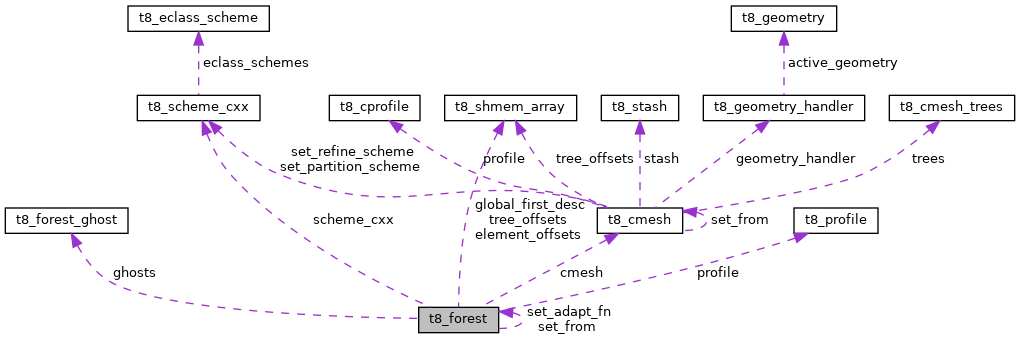 t8_eclass_scheme
t8_geometry
eclass_schemes
active_geometry
t8_scheme_cxx
t8_cprofile
t8_shmem_array
t8_stash
t8_geometry_handler
t8_cmesh_trees
set_refine_scheme
set_partition_scheme
profile
tree_offsets
stash
geometry_handler
trees
t8_forest_ghost
scheme_cxx
global_first_desc
tree_offsets
element_offsets
t8_cmesh
set_from
t8_profile
ghosts
cmesh
profile
t8_forest
set_adapt_fn
set_from